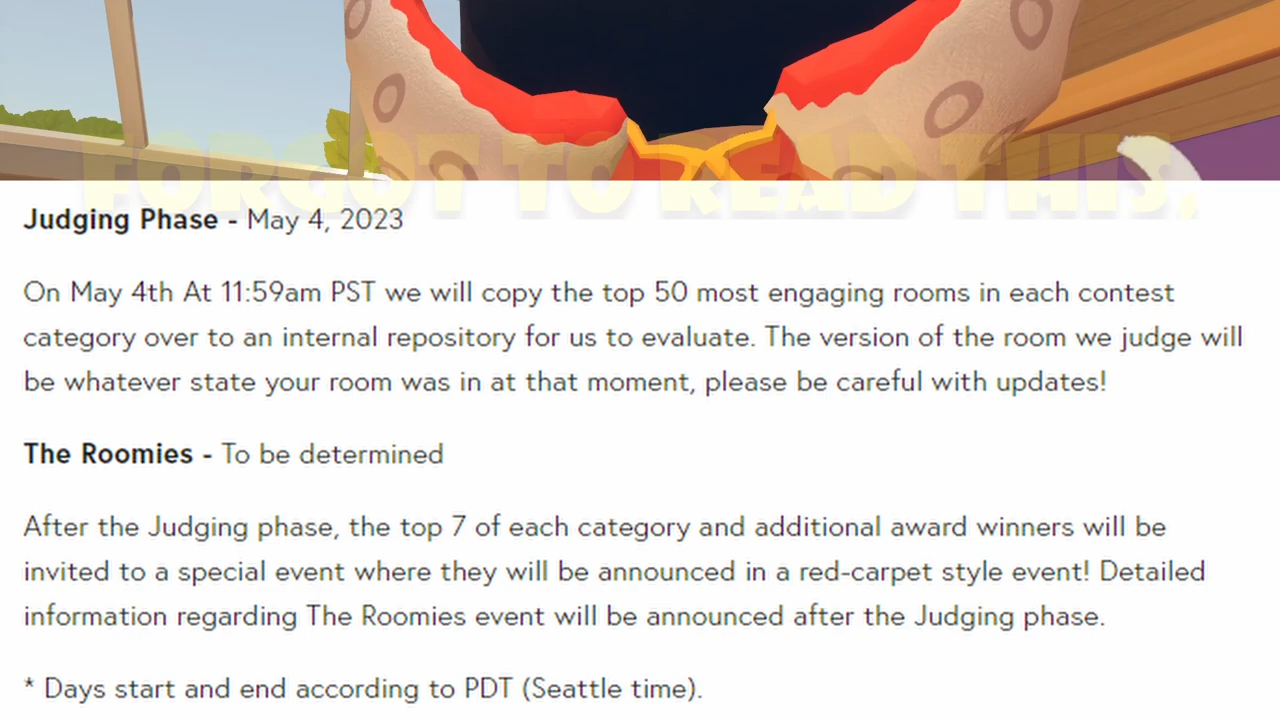 FORGOT TO READ THIS,
Judging Phase - May 4, 2023
On May 4th At 11:59am PST we will copy the top 50 most engaging rooms in each contest
category over to an internal repository for us to evaluate. The version of the room we judge will
be whatever state your room was in at that moment, please be careful with updates!
The Roomies - To be determined
After the Judging phase, the top 7 of each category and additional award winners will be
invited to a special event where they will be announced in a red-carpet style event! Detailed
information regarding The Roomies event will be announced after the Judging phase.
* Days start and end according to PDT (Seattle time).